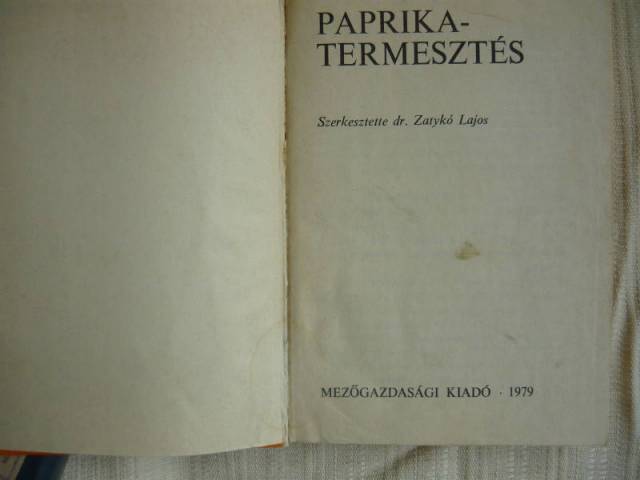 PAPRIKA-
TERMESZTÉS
Szerkesztette dr. Zatykó Lajos
MEZŐGAZDASÁGI KIADÓ · 1979